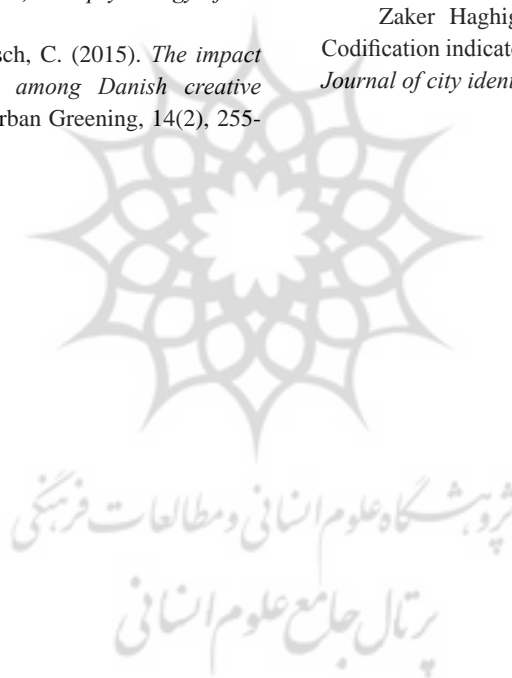 sch, C. (2015). The impact
among Danish creative
rban Greening, 14(2), 255-
Zaker Haghig
Codification indicato
Journal of city ident
پژوهشگاه علوم انسانی و مطالعات فرهنگی
پرتال جامع علوم انسانی